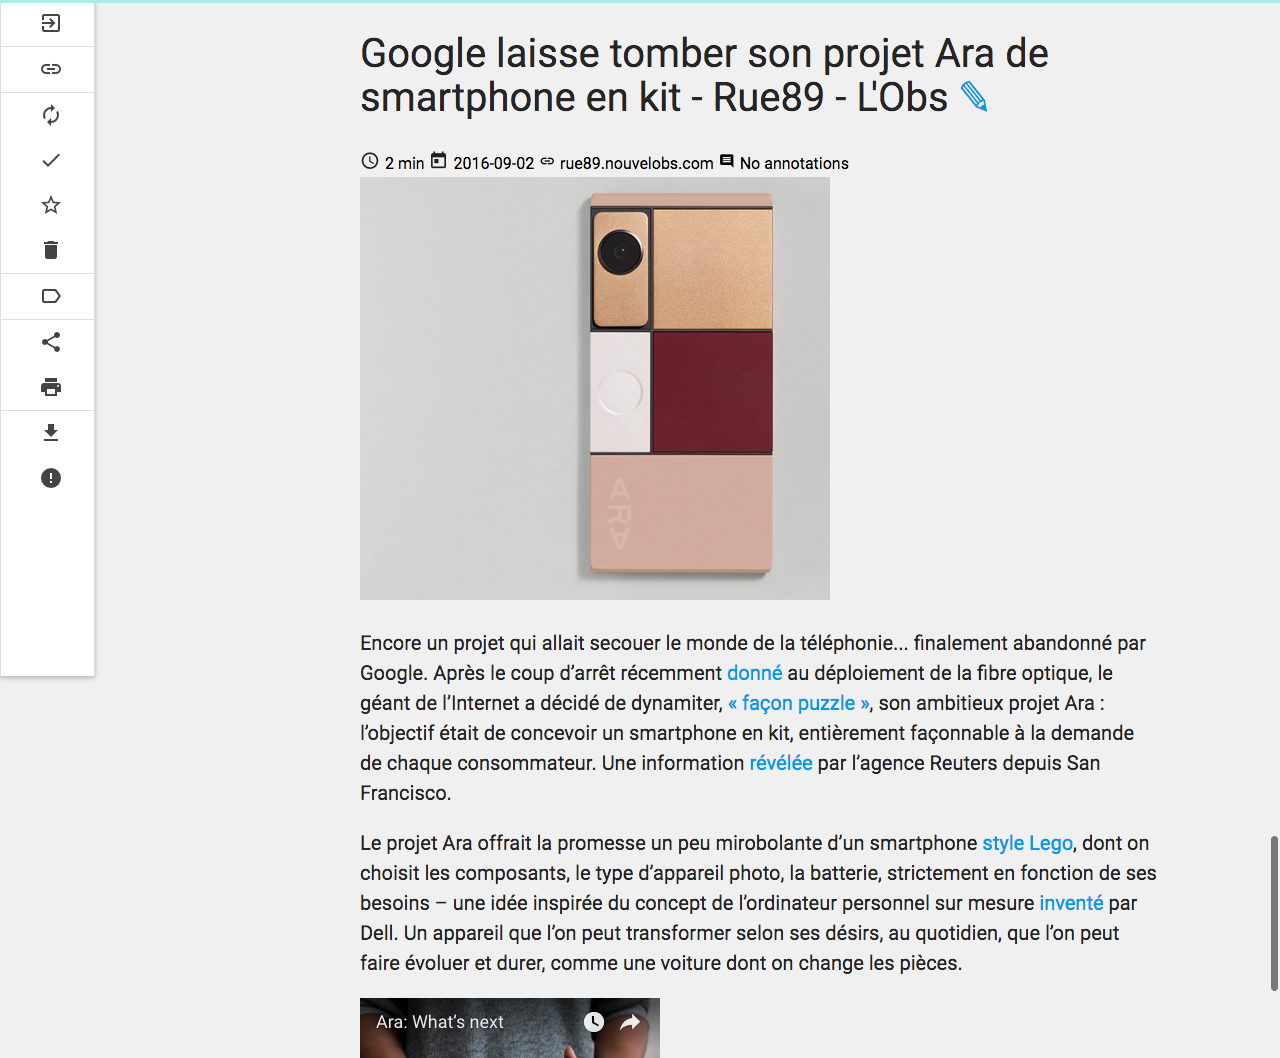 Google laisse tomber son projet Ara de
smartphone en kit - Rue89 - L'Obs
2 min 2016-09-02 rue89.nouvelobs.com No annotations
ARA
Encore un projet qui allait secouer le monde de la téléphonie... finalement abandonné par
Google. Après le coup d’arrêt récemment donné au déploiement de la fibre optique, le
géant de l’Internet a décidé de dynamiter, « façon puzzle », son ambitieux projet Ara :
l’objectif était de concevoir un smartphone en kit, entièrement façonnable à la demande
de chaque consommateur. Une information révélée par l’agence Reuters depuis San
Francisco.
Le projet Ara offrait la promesse un peu mirobolante d’un smartphone style Lego, dont on
choisit les composants, le type d’appareil photo, la batterie, strictement en fonction de ses
besoins – une idée inspirée du concept de l’ordinateur personnel sur mesure inventé par
Dell. Un appareil que l’on peut transformer selon ses désirs, au quotidien, que l’on peut
faire évoluer et durer, comme une voiture dont on change les pièces.
Ara: What’s next